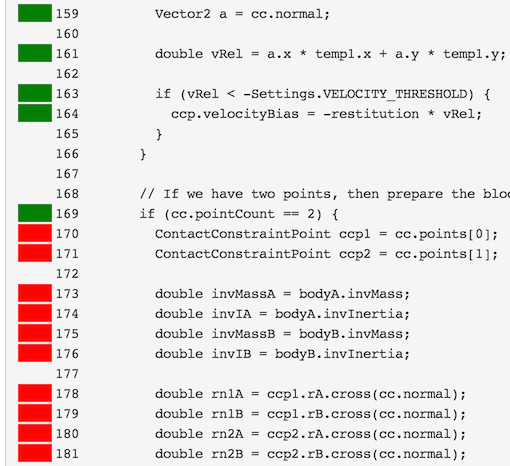 159 Vector2 a = cc.normal;
160
161 double vRel = a.x * temp1.x + a.y * temp1.y;
162
163 if (vRel < -Settings.VELOCITY_THRESHOLD) {
164 ccp.velocityBias = -restitution * vRel;
165 }
166 }
167
168 // If we have two points, then prepare the bloc
169 if (cc.pointCount == 2) {
170 ContactConstraintPoint ccp1 = cc.points[0];
171 ContactConstraintPoint ccp2 = cc.points[1];
172
173 double invMassA = bodyA.invMass;
174 double invIA = bodyA.invInertia;
175 double invMassB = bodyB.invMass;
176 double invIB = bodyB.invInertia;
177
178 double rn1A = ccp1.rA.cross(cc.normal);
179 double rn1B = ccp1.rB.cross(cc.normal);
180 double rn2A = ccp2.rA.cross(cc.normal);
181 double rn2B = ccp2.rB.cross(cc.normal);